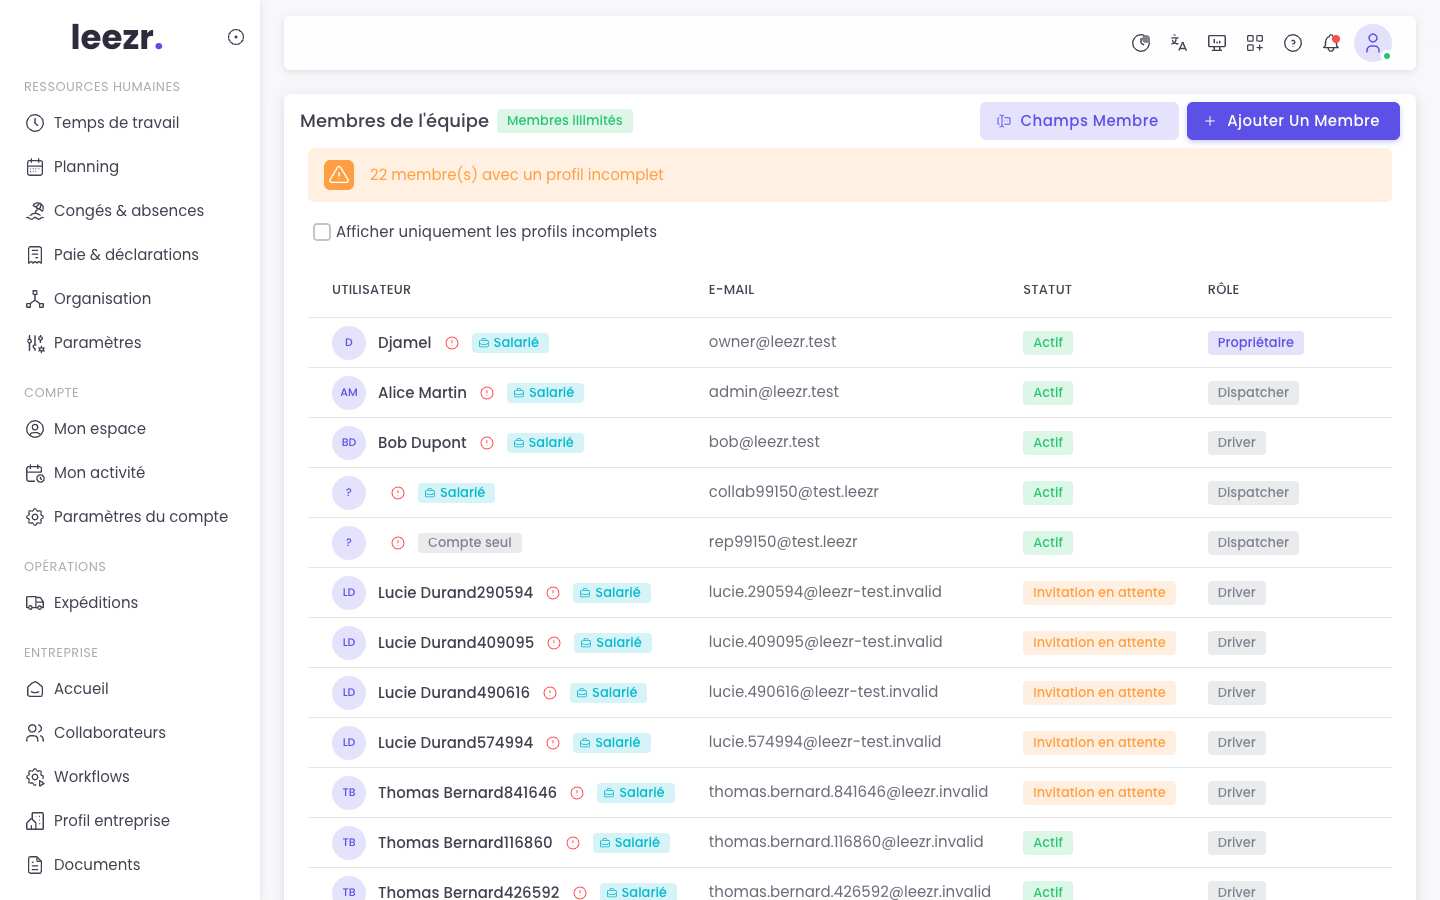 leezr.
RESSOURCES HUMAINES
Temps de travail
Planning
Congés & absences
Paie & déclarations
Organisation
Paramètres
COMPTE
Mon espace
Mon activité
Paramètres du compte
OPÉRATIONS
Expéditions
ENTREPRISE
Accueil
Collaborateurs
Workflows
Profil entreprise
Documents
Membres de l'équipe Membres illimités Champs Membre Ajouter Un Membre
22 membre(s) avec un profil incomplet
Afficher uniquement les profils incomplets
UTILISATEUR E-MAIL STATUT RÔLE
D Djamel Salarié owner@leezr.test Actif Propriétaire
AM Alice Martin Salarié admin@leezr.test Actif Dispatcher
BD Bob Dupont Salarié bob@leezr.test Actif Driver
? Salarié collab99150@test.leezr Actif Dispatcher
? Compte seul rep99150@test.leezr Actif Dispatcher
LD Lucie Durand290594 Salarié lucie.290594@leezr-test.invalid Invitation en attente Driver
LD Lucie Durand409095 Salarié lucie.409095@leezr-test.invalid Invitation en attente Driver
LD Lucie Durand490616 Salarié lucie.490616@leezr-test.invalid Invitation en attente Driver
LD Lucie Durand574994 Salarié lucie.574994@leezr-test.invalid Invitation en attente Driver
TB Thomas Bernard841646 Salarié thomas.bernard.841646@leezr.invalid Invitation en attente Driver
TB Thomas Bernard116860 Salarié thomas.bernard.116860@leezr.invalid Actif Driver
TB Thomas Bernard426592 Salarié thomas.bernard.426592@leezr.invalid Actif Driver